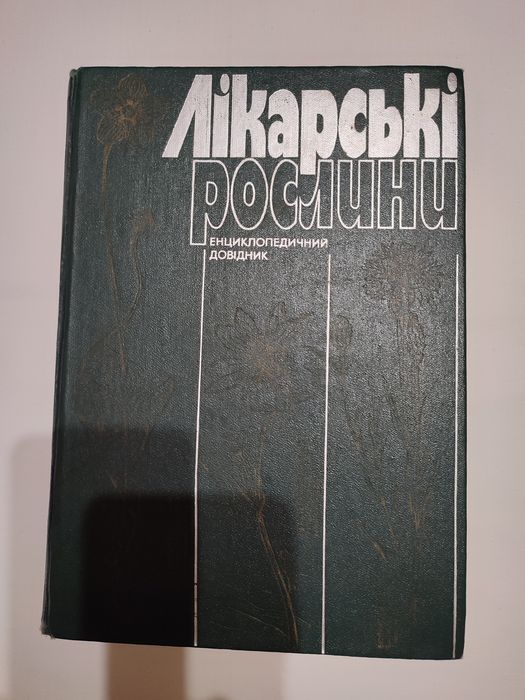 Лікарські
рослини
ЕНЦИКЛОПЕДИЧНИЙ
ДОВІДНИК